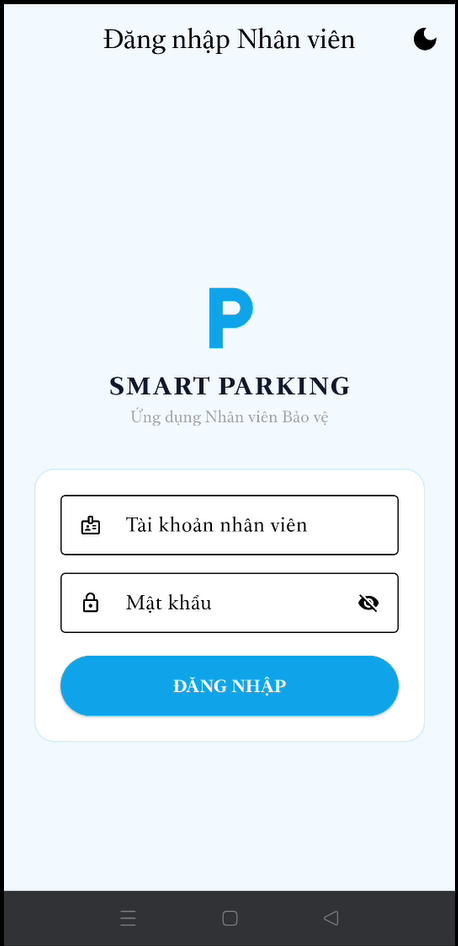 Đăng nhập Nhân viên
P
SMART PARKING
Ứng dụng Nhân viên Bảo vệ
Tài khoản nhân viên
Mật khẩu
ĐĂNG NHẬP